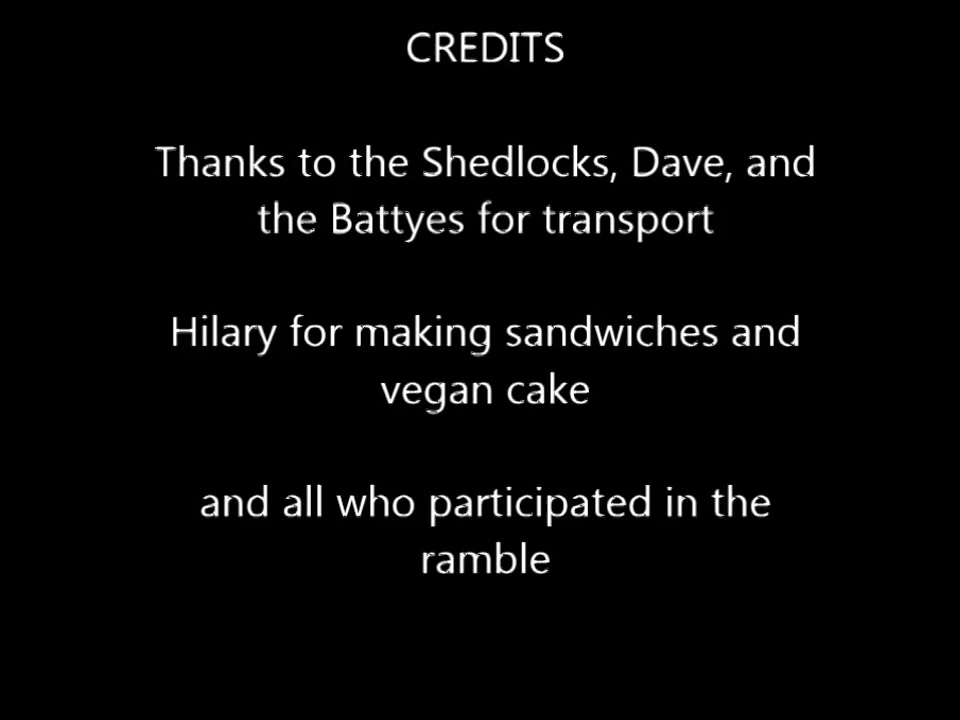 CREDITS
Thanks to the Shedlocks, Dave, and
the Battyes for transport
Hilary for making sandwiches and
vegan cake
and all who participated in the
ramble